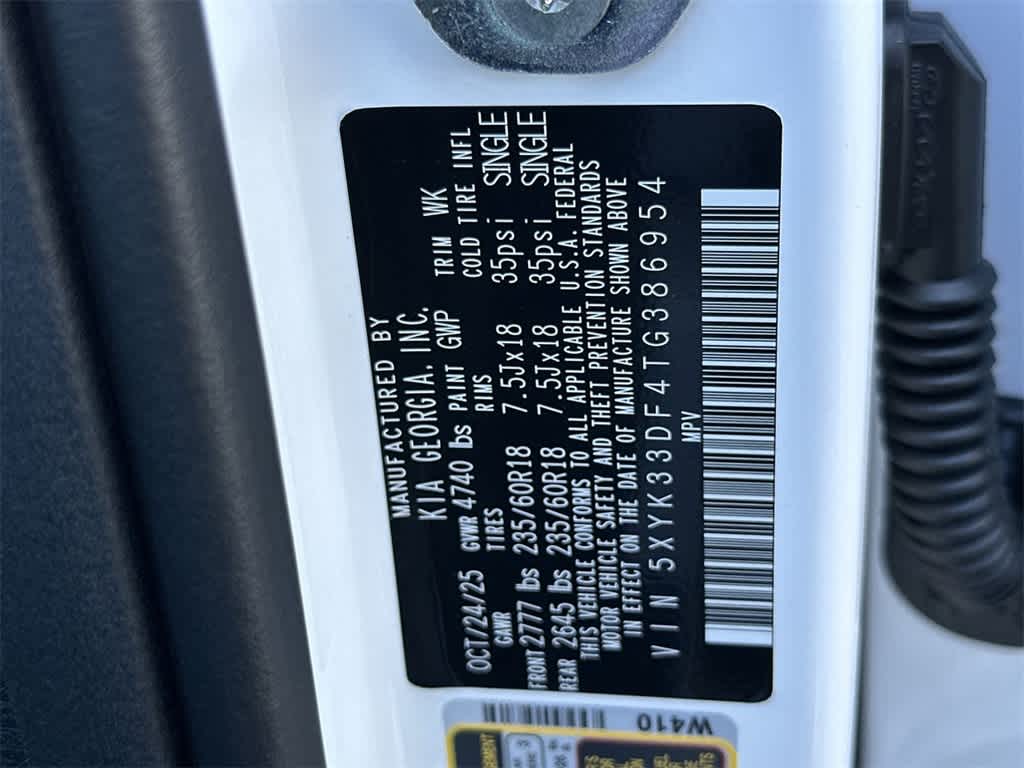 MANUFACTURED BY
KIA GEORGIA, INC.
OCT/24/25 GVWR 4740 lbs PAINT GWP TRIM WK
GAWR TIRES RIMS COLD TIRE INFL
FRONT 2777 lbs 235/60R18 7.5Jx18 35psi SINGLE
REAR 2645 lbs 235/60R18 7.5Jx18 35psi SINGLE
THIS VEHICLE CONFORMS TO ALL APPLICABLE U.S.A. FEDERAL
MOTOR VEHICLE SAFETY AND THEFT PREVENTION STANDARDS
IN EFFECT ON THE DATE OF MANUFACTURE SHOWN ABOVE
VIN 5XYK33DF4TG386954
MPV
W410